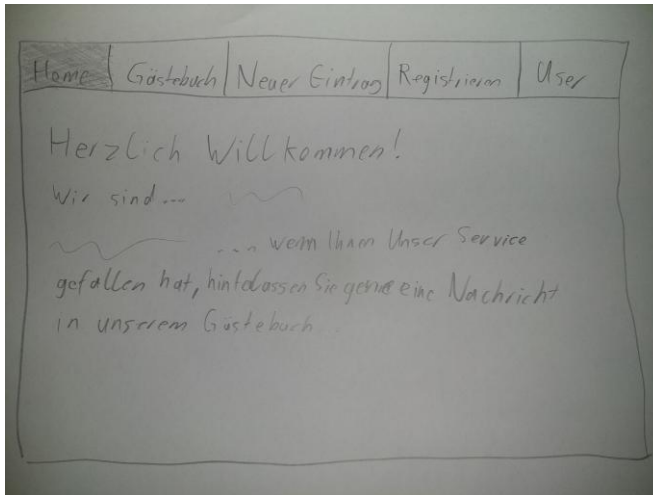 Home Gästebuch Neuer Eintrag Registrieren User
Herzlich Willkommen!
Wir sind...
... wenn Ihnen Unser Service
gefallen hat, hinterlassen Sie gerne eine Nachricht
in unserem Gästebuch...